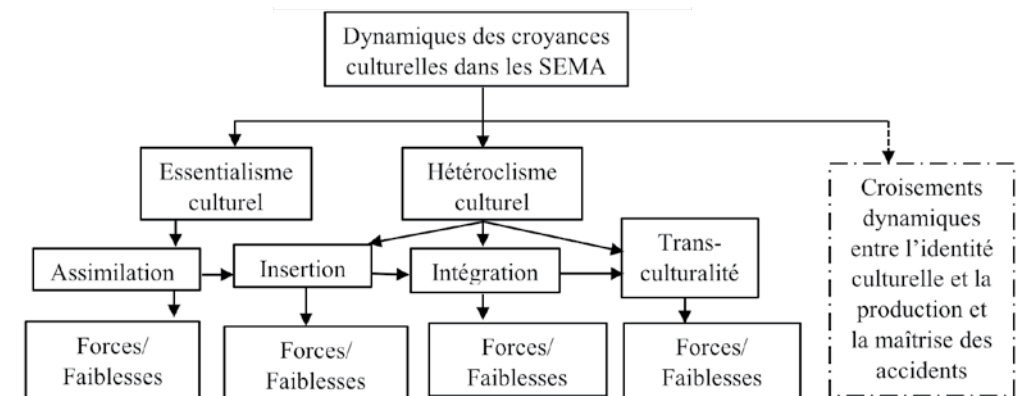 Dynamiques des croyances
culturelles dans les SEMA
Essentialisme
culturel
Hétéroclisme
culturel
Croisements
dynamiques
entre l'identité
culturelle et la
production et
la maîtrise des
accidents
Assimilation
Insertion
Intégration
Trans-
culturalité
Forces/
Faiblesses
Forces/
Faiblesses
Forces/
Faiblesses
Forces/
Faiblesses